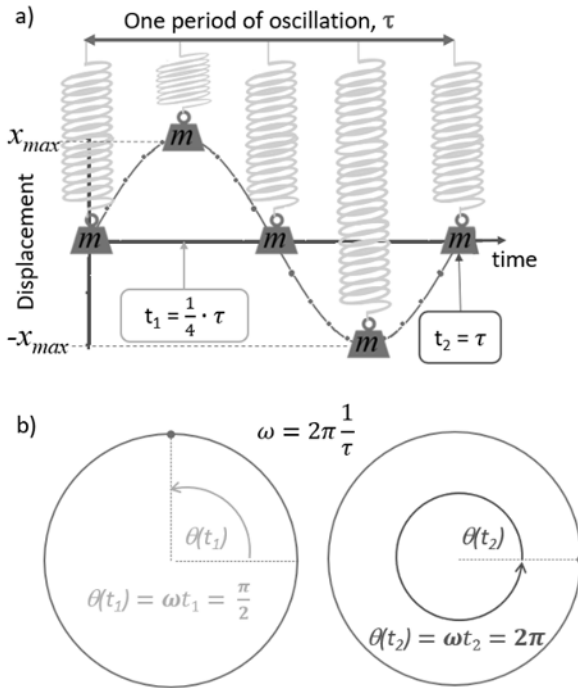 a)
One period of oscillation, τ
x_max
m
m
m
m
m
Displacement
time
t₁ = 1/4 · τ
t₂ = τ
-x_max
b)
ω = 2π 1/τ
θ(t₁)
θ(t₂)
θ(t₁) = ωt₁ = π/2
θ(t₂) = ωt₂ = 2π